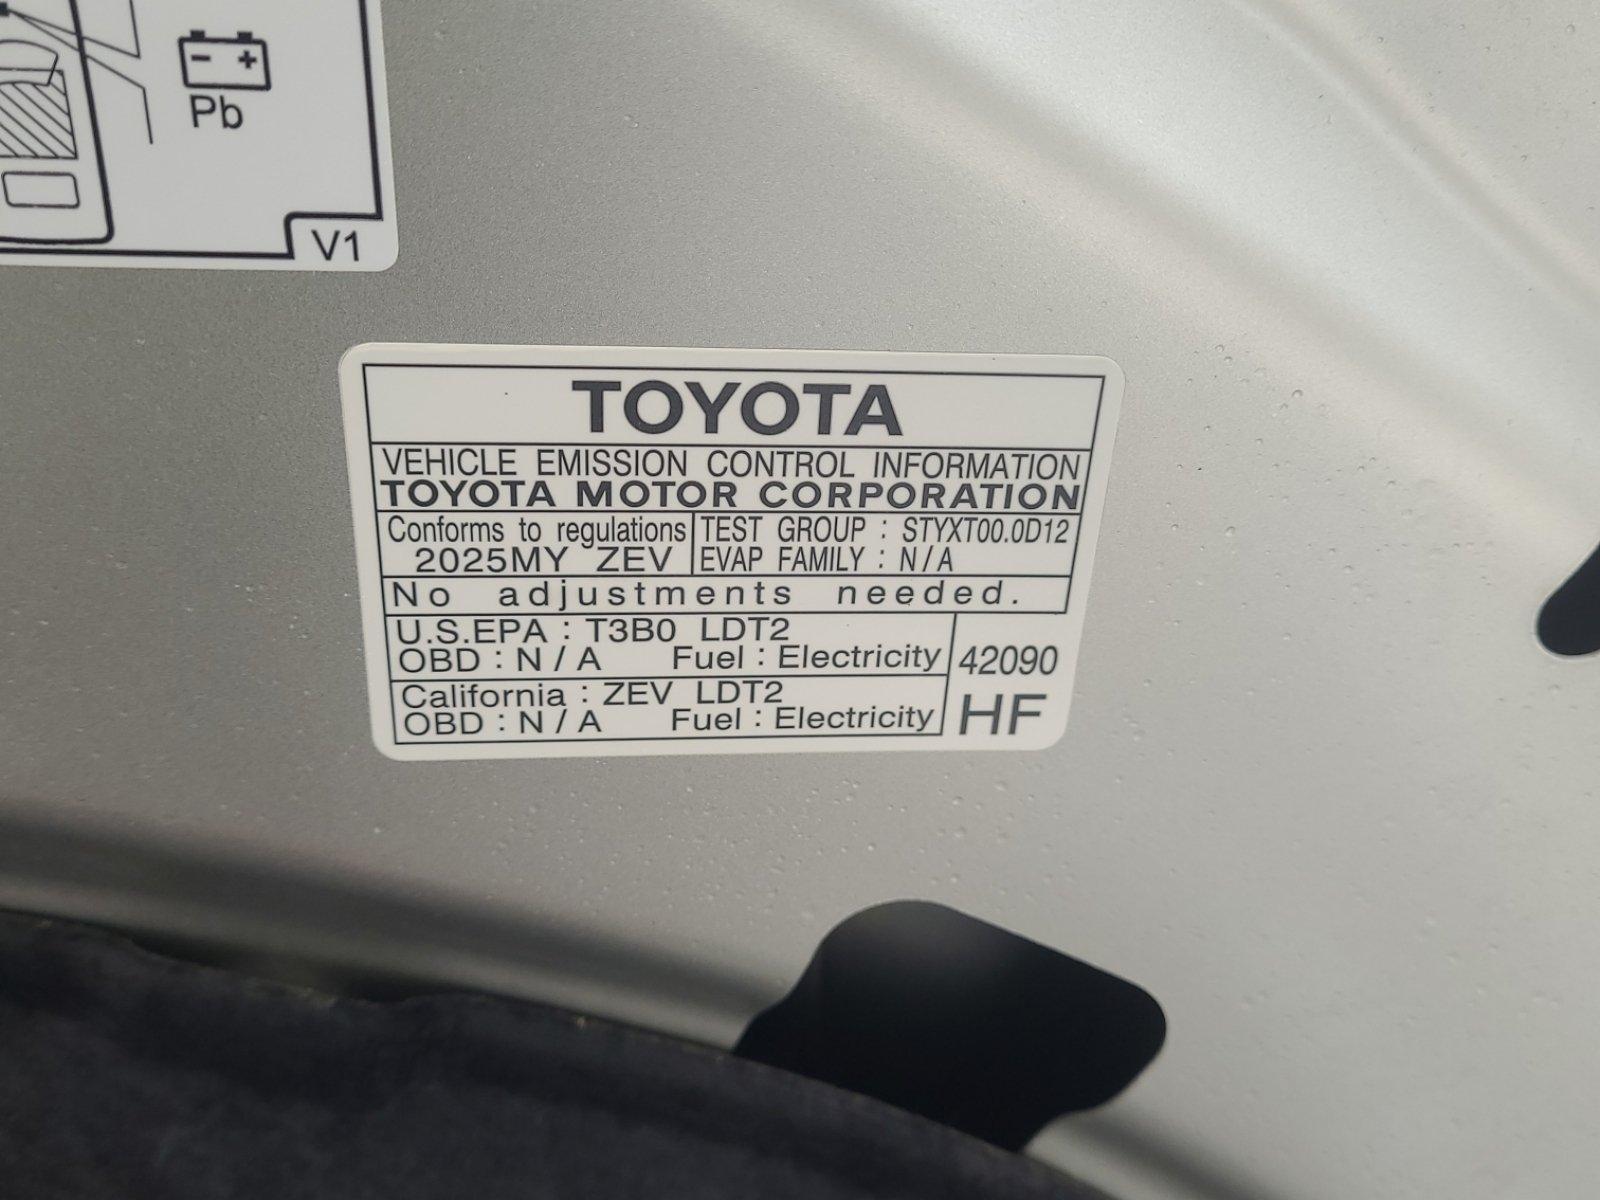 - +
Pb
V1
TOYOTA
VEHICLE EMISSION CONTROL INFORMATION
TOYOTA MOTOR CORPORATION
Conforms to regulations
2025MY ZEV
TEST GROUP : STYXT00.0D12
EVAP FAMILY : N/A
No adjustments needed.
U.S.EPA : T3B0 LDT2
OBD : N/A Fuel : Electricity
California : ZEV LDT2
OBD : N/A Fuel : Electricity
42090
HF